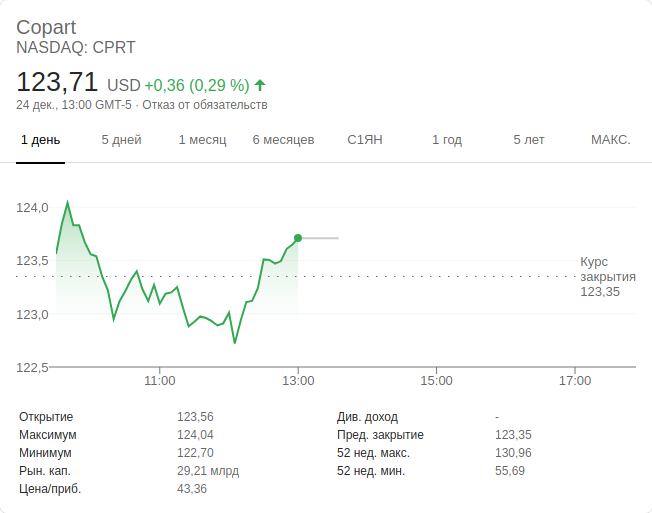 Copart
NASDAQ: CPRT
123,71 USD +0,36 (0,29 %)
24 дек., 13:00 GMT-5 · Отказ от обязательств
1 день 5 дней 1 месяц 6 месяцев С1ЯН 1 год 5 лет МАКС.
124,0
123,5
123,0
122,5
Курс
закрытия
123,35
11:00 13:00 15:00 17:00
Открытие 123,56 Див. доход -
Максимум 124,04 Пред. закрытие 123,35
Минимум 122,70 52 нед. макс. 130,96
Рын. кап. 29,21 млрд 52 нед. мин. 55,69
Цена/приб. 43,36